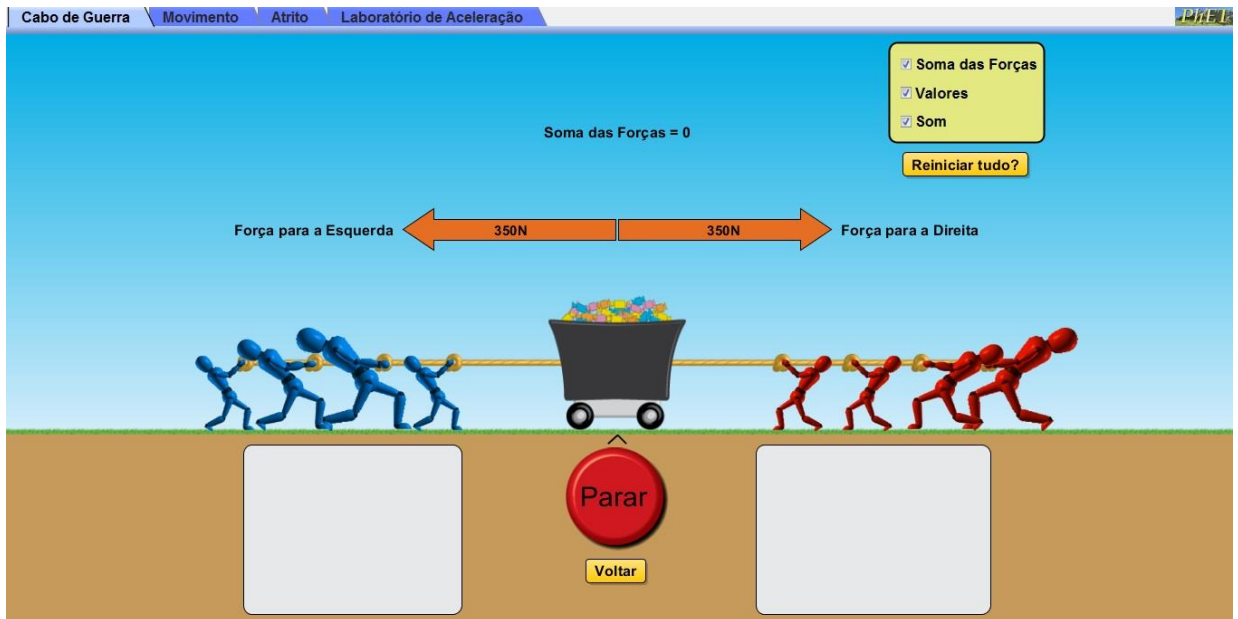 Cabo de Guerra Movimento Atrito Laboratório de Aceleração PhET
Soma das Forças
Valores
Som
Soma das Forças = 0
Reiniciar tudo?
Força para a Esquerda 350N 350N Força para a Direita
Parar
Voltar